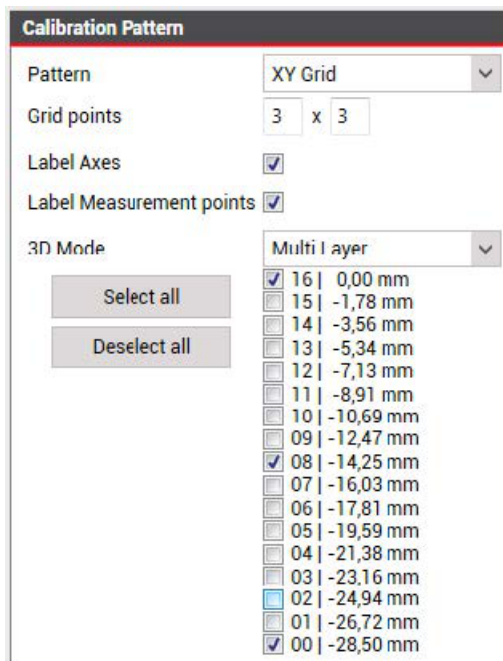 Calibration Pattern
Pattern XY Grid
Grid points 3 x 3
Label Axes
Label Measurement points
3D Mode Multi Layer
Select all
Deselect all
16 | 0,00 mm
15 | -1,78 mm
14 | -3,56 mm
13 | -5,34 mm
12 | -7,13 mm
11 | -8,91 mm
10 | -10,69 mm
09 | -12,47 mm
08 | -14,25 mm
07 | -16,03 mm
06 | -17,81 mm
05 | -19,59 mm
04 | -21,38 mm
03 | -23,16 mm
02 | -24,94 mm
01 | -26,72 mm
00 | -28,50 mm